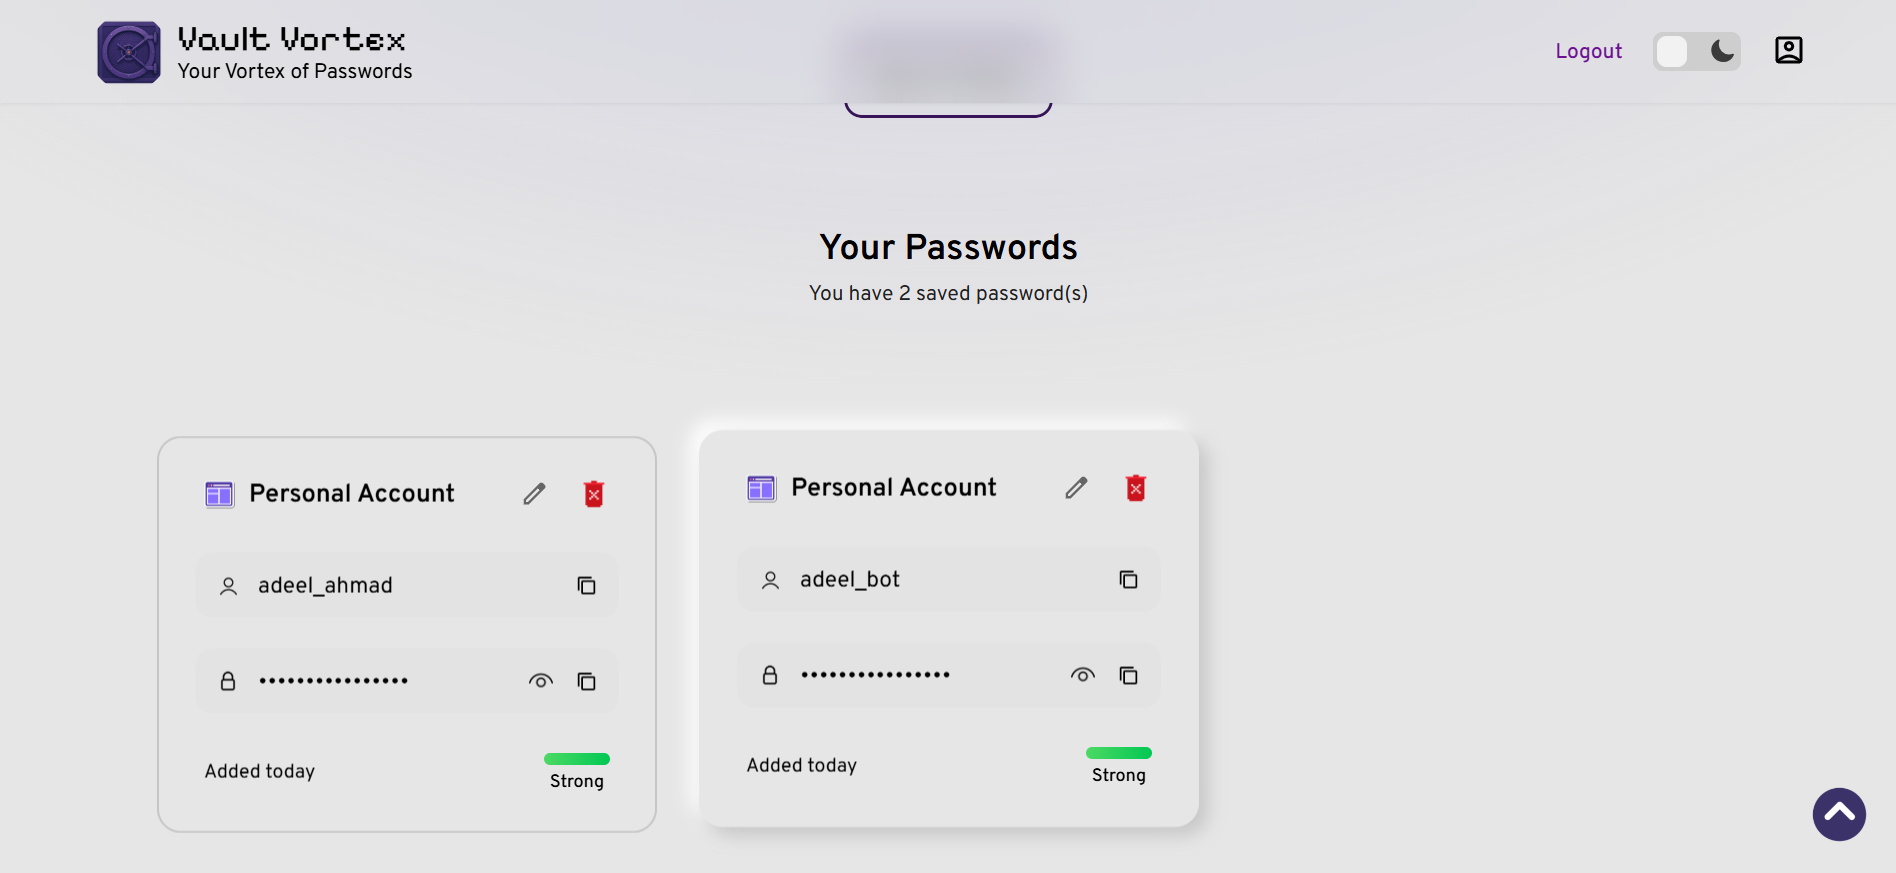 Vault Vortex
Your Vortex of Passwords
Logout
Your Passwords
You have 2 saved password(s)
Personal Account
adeel_ahmad
••••••••••••••••
Added today
Strong
Personal Account
adeel_bot
••••••••••••••••
Added today
Strong